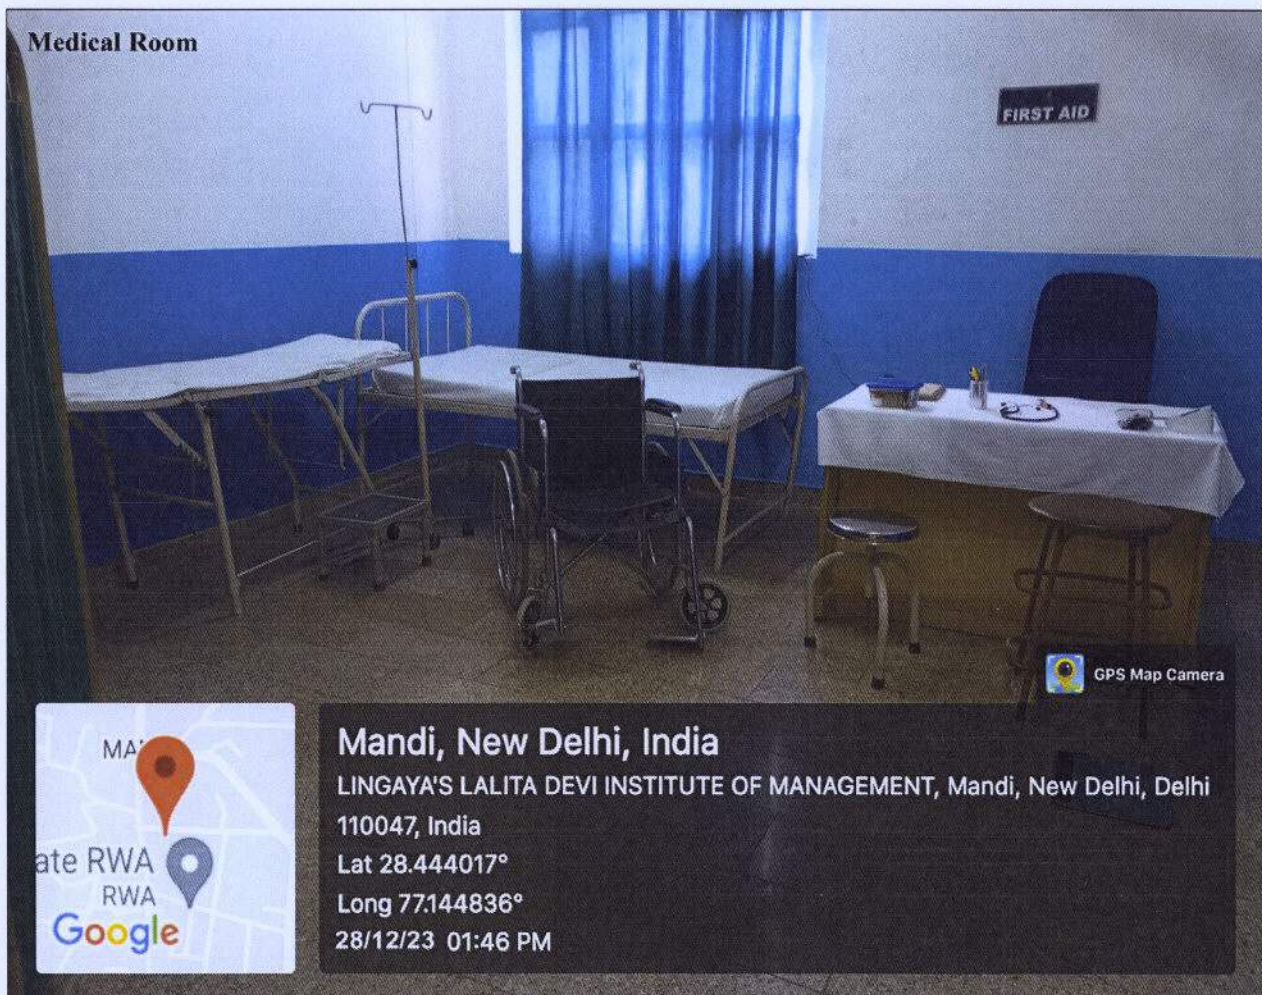 Medical Room
FIRST AID
GPS Map Camera
MA
ate RWA
RWA
Google
Mandi, New Delhi, India
LINGAYA'S LALITA DEVI INSTITUTE OF MANAGEMENT, Mandi, New Delhi, Delhi
110047, India
Lat 28.444017°
Long 77.144836°
28/12/23 01:46 PM